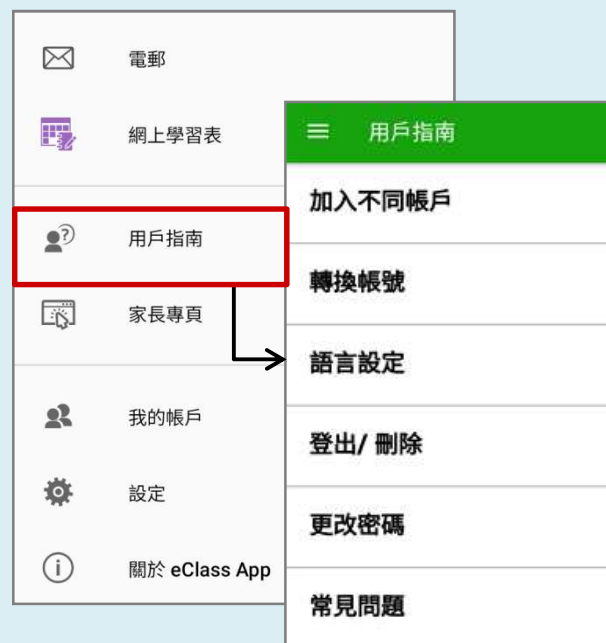 電郵
網上學習表
用戶指南
家長專頁
我的帳戶
設定
關於 eClass App
用戶指南
加入不同帳戶
轉換帳號
語言設定
登出/ 刪除
更改密碼
常見問題